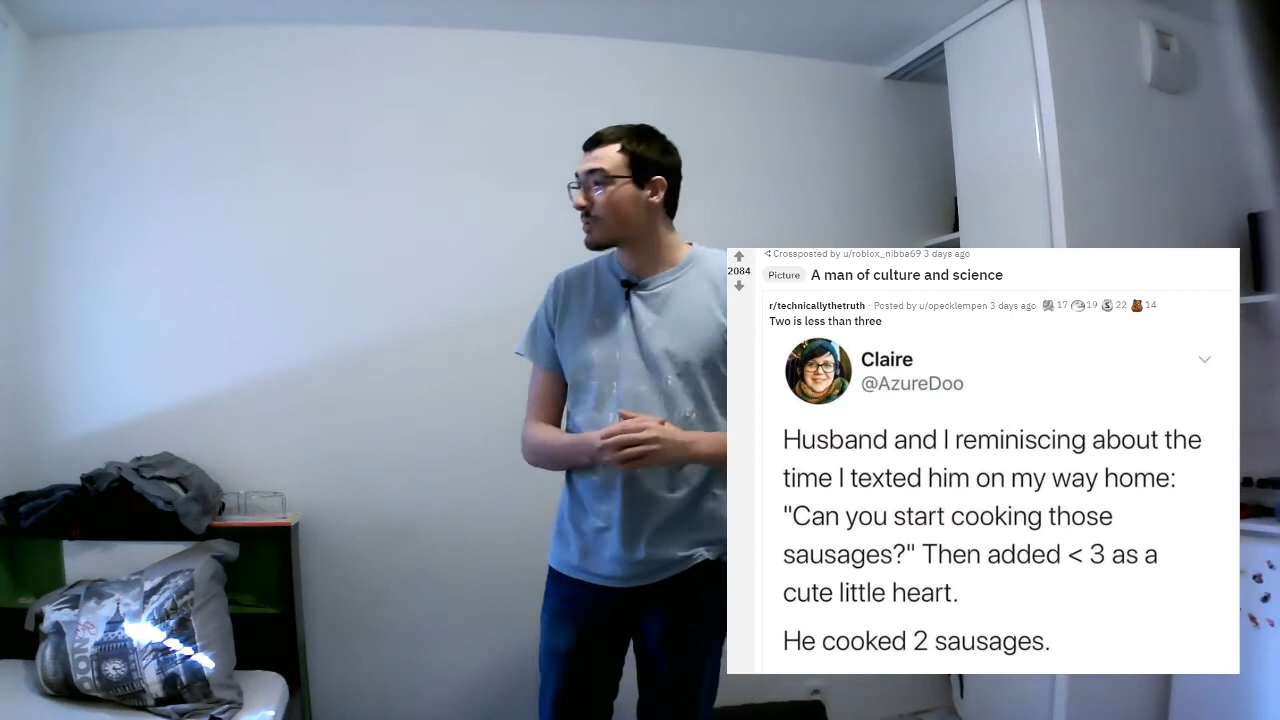 Crossposted by u/roblox_nibba69 3 days ago
2084
Picture A man of culture and science
r/technicallythetruth · Posted by u/opecklempen 3 days ago 17 19 22 14
Two is less than three
Claire
@AzureDoo
Husband and I reminiscing about the
time I texted him on my way home:
"Can you start cooking those
sausages?" Then added < 3 as a
cute little heart.
He cooked 2 sausages.